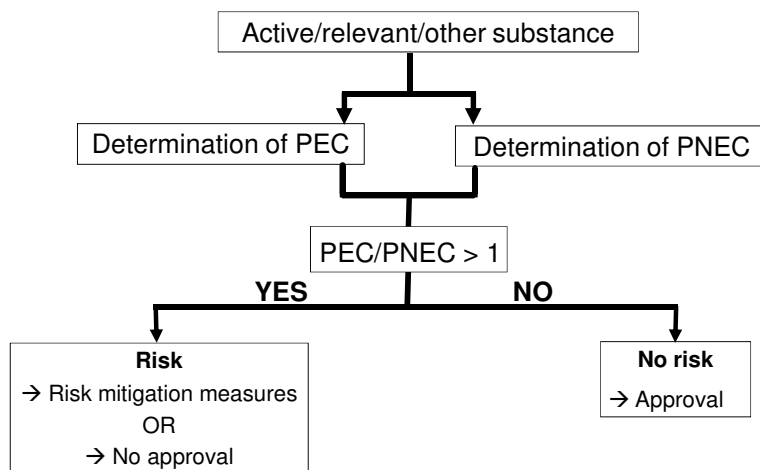 Active/relevant/other substance
Determination of PEC
Determination of PNEC
PEC/PNEC > 1
YES
NO
Risk
→ Risk mitigation measures
OR
→ No approval
No risk
→ Approval